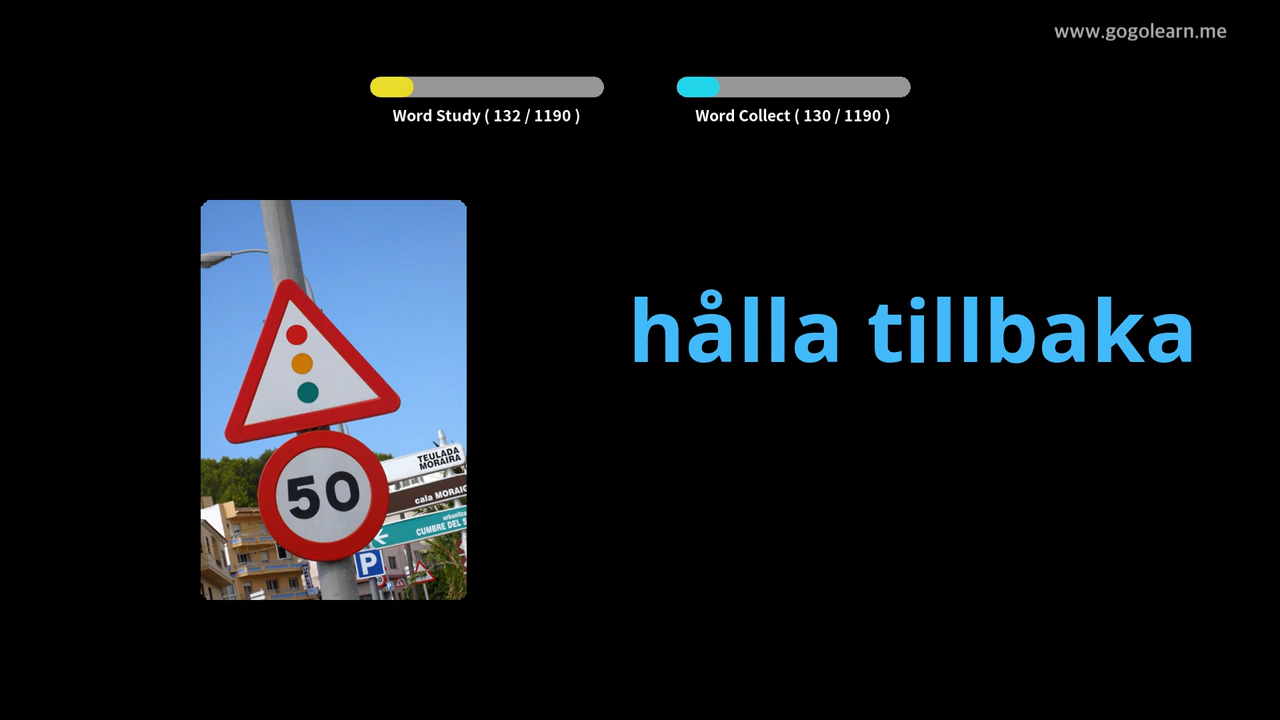 www.gogolearn.me
Word Study ( 132 / 1190 )
Word Collect ( 130 / 1190 )
hålla tillbaka
TEULADA
MORAIRA
cala
CUMBRE DEL
50
P